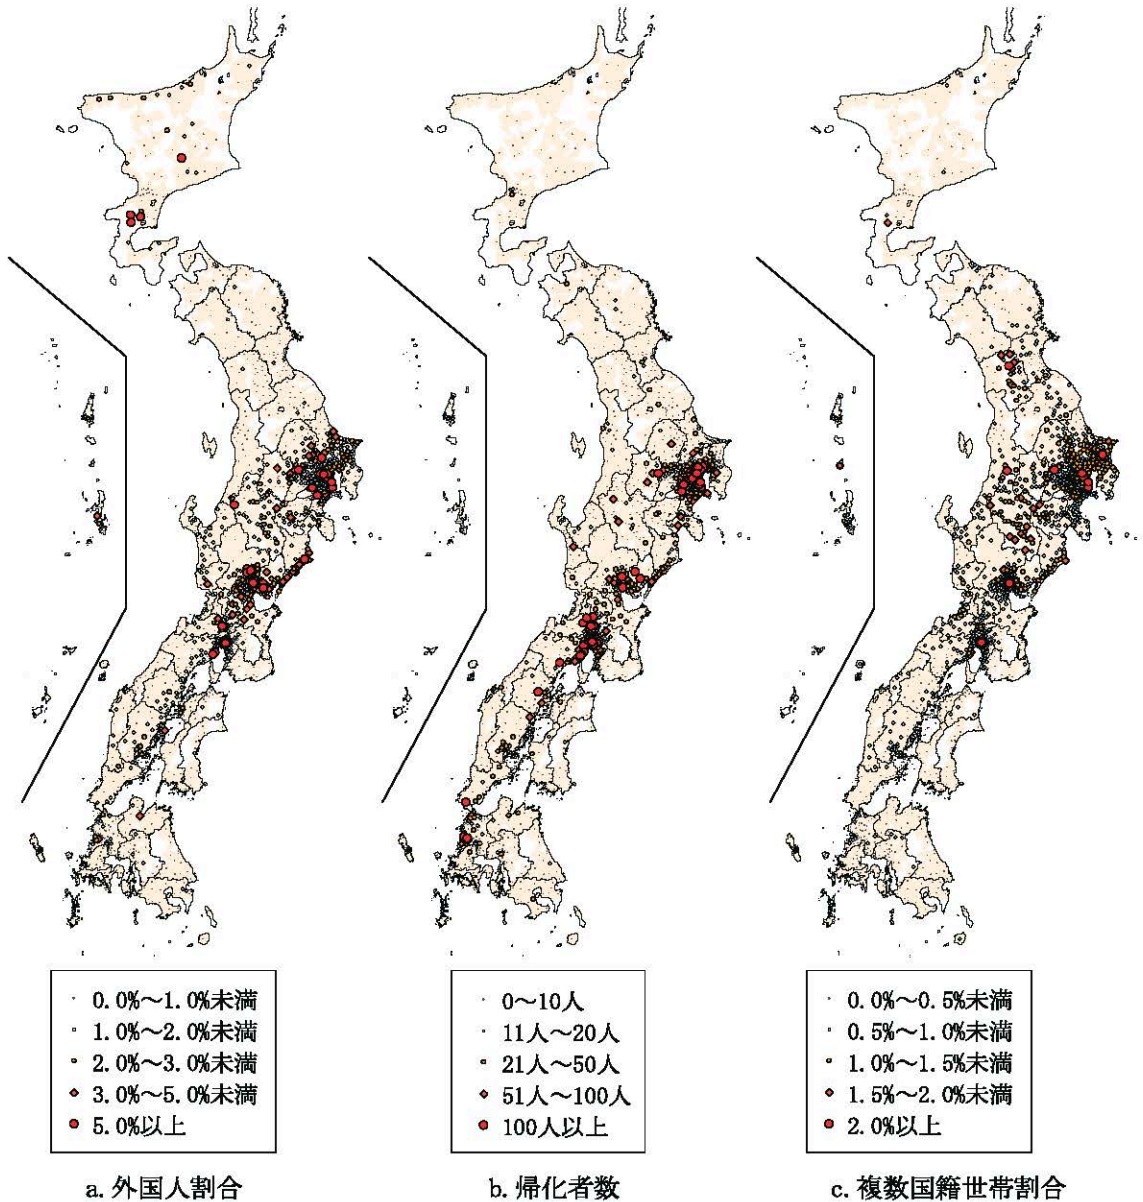 0.0%～1.0%未満
1.0%～2.0%未満
2.0%～3.0%未満
3.0%～5.0%未満
5.0%以上
a. 外国人割合
0～10人
11人～20人
21人～50人
51人～100人
100人以上
b. 帰化者数
0.0%～0.5%未満
0.5%～1.0%未満
1.0%～1.5%未満
1.5%～2.0%未満
2.0%以上
c. 複数国籍世帯割合